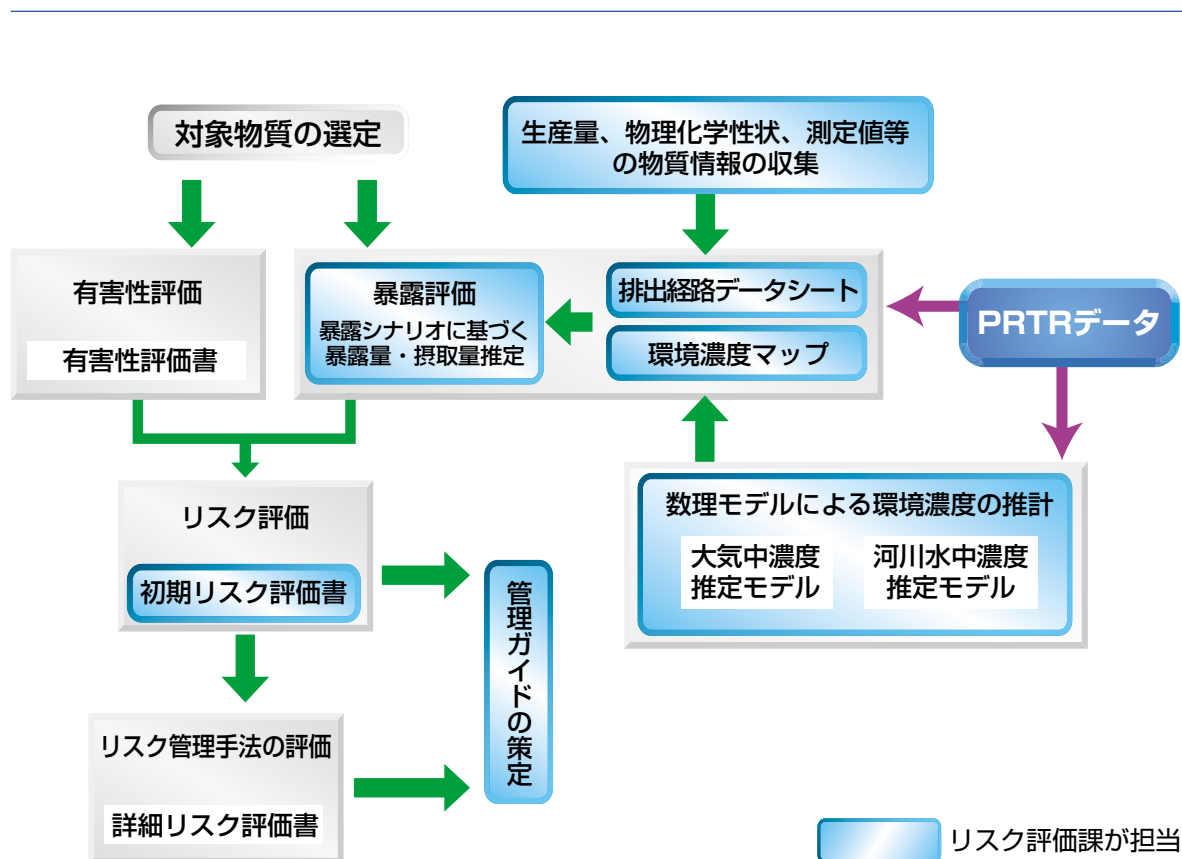 対象物質の選定
生産量、物理化学性状、測定値等
の物質情報の収集
有害性評価
有害性評価書
暴露評価
暴露シナリオに基づく
暴露量・摂取量推定
排出経路データシート
環境濃度マップ
PRTRデータ
リスク評価
初期リスク評価書
管理ガイドの策定
数理モデルによる環境濃度の推計
大気中濃度
推定モデル
河川水中濃度
推定モデル
リスク管理手法の評価
詳細リスク評価書
リスク評価課が担当